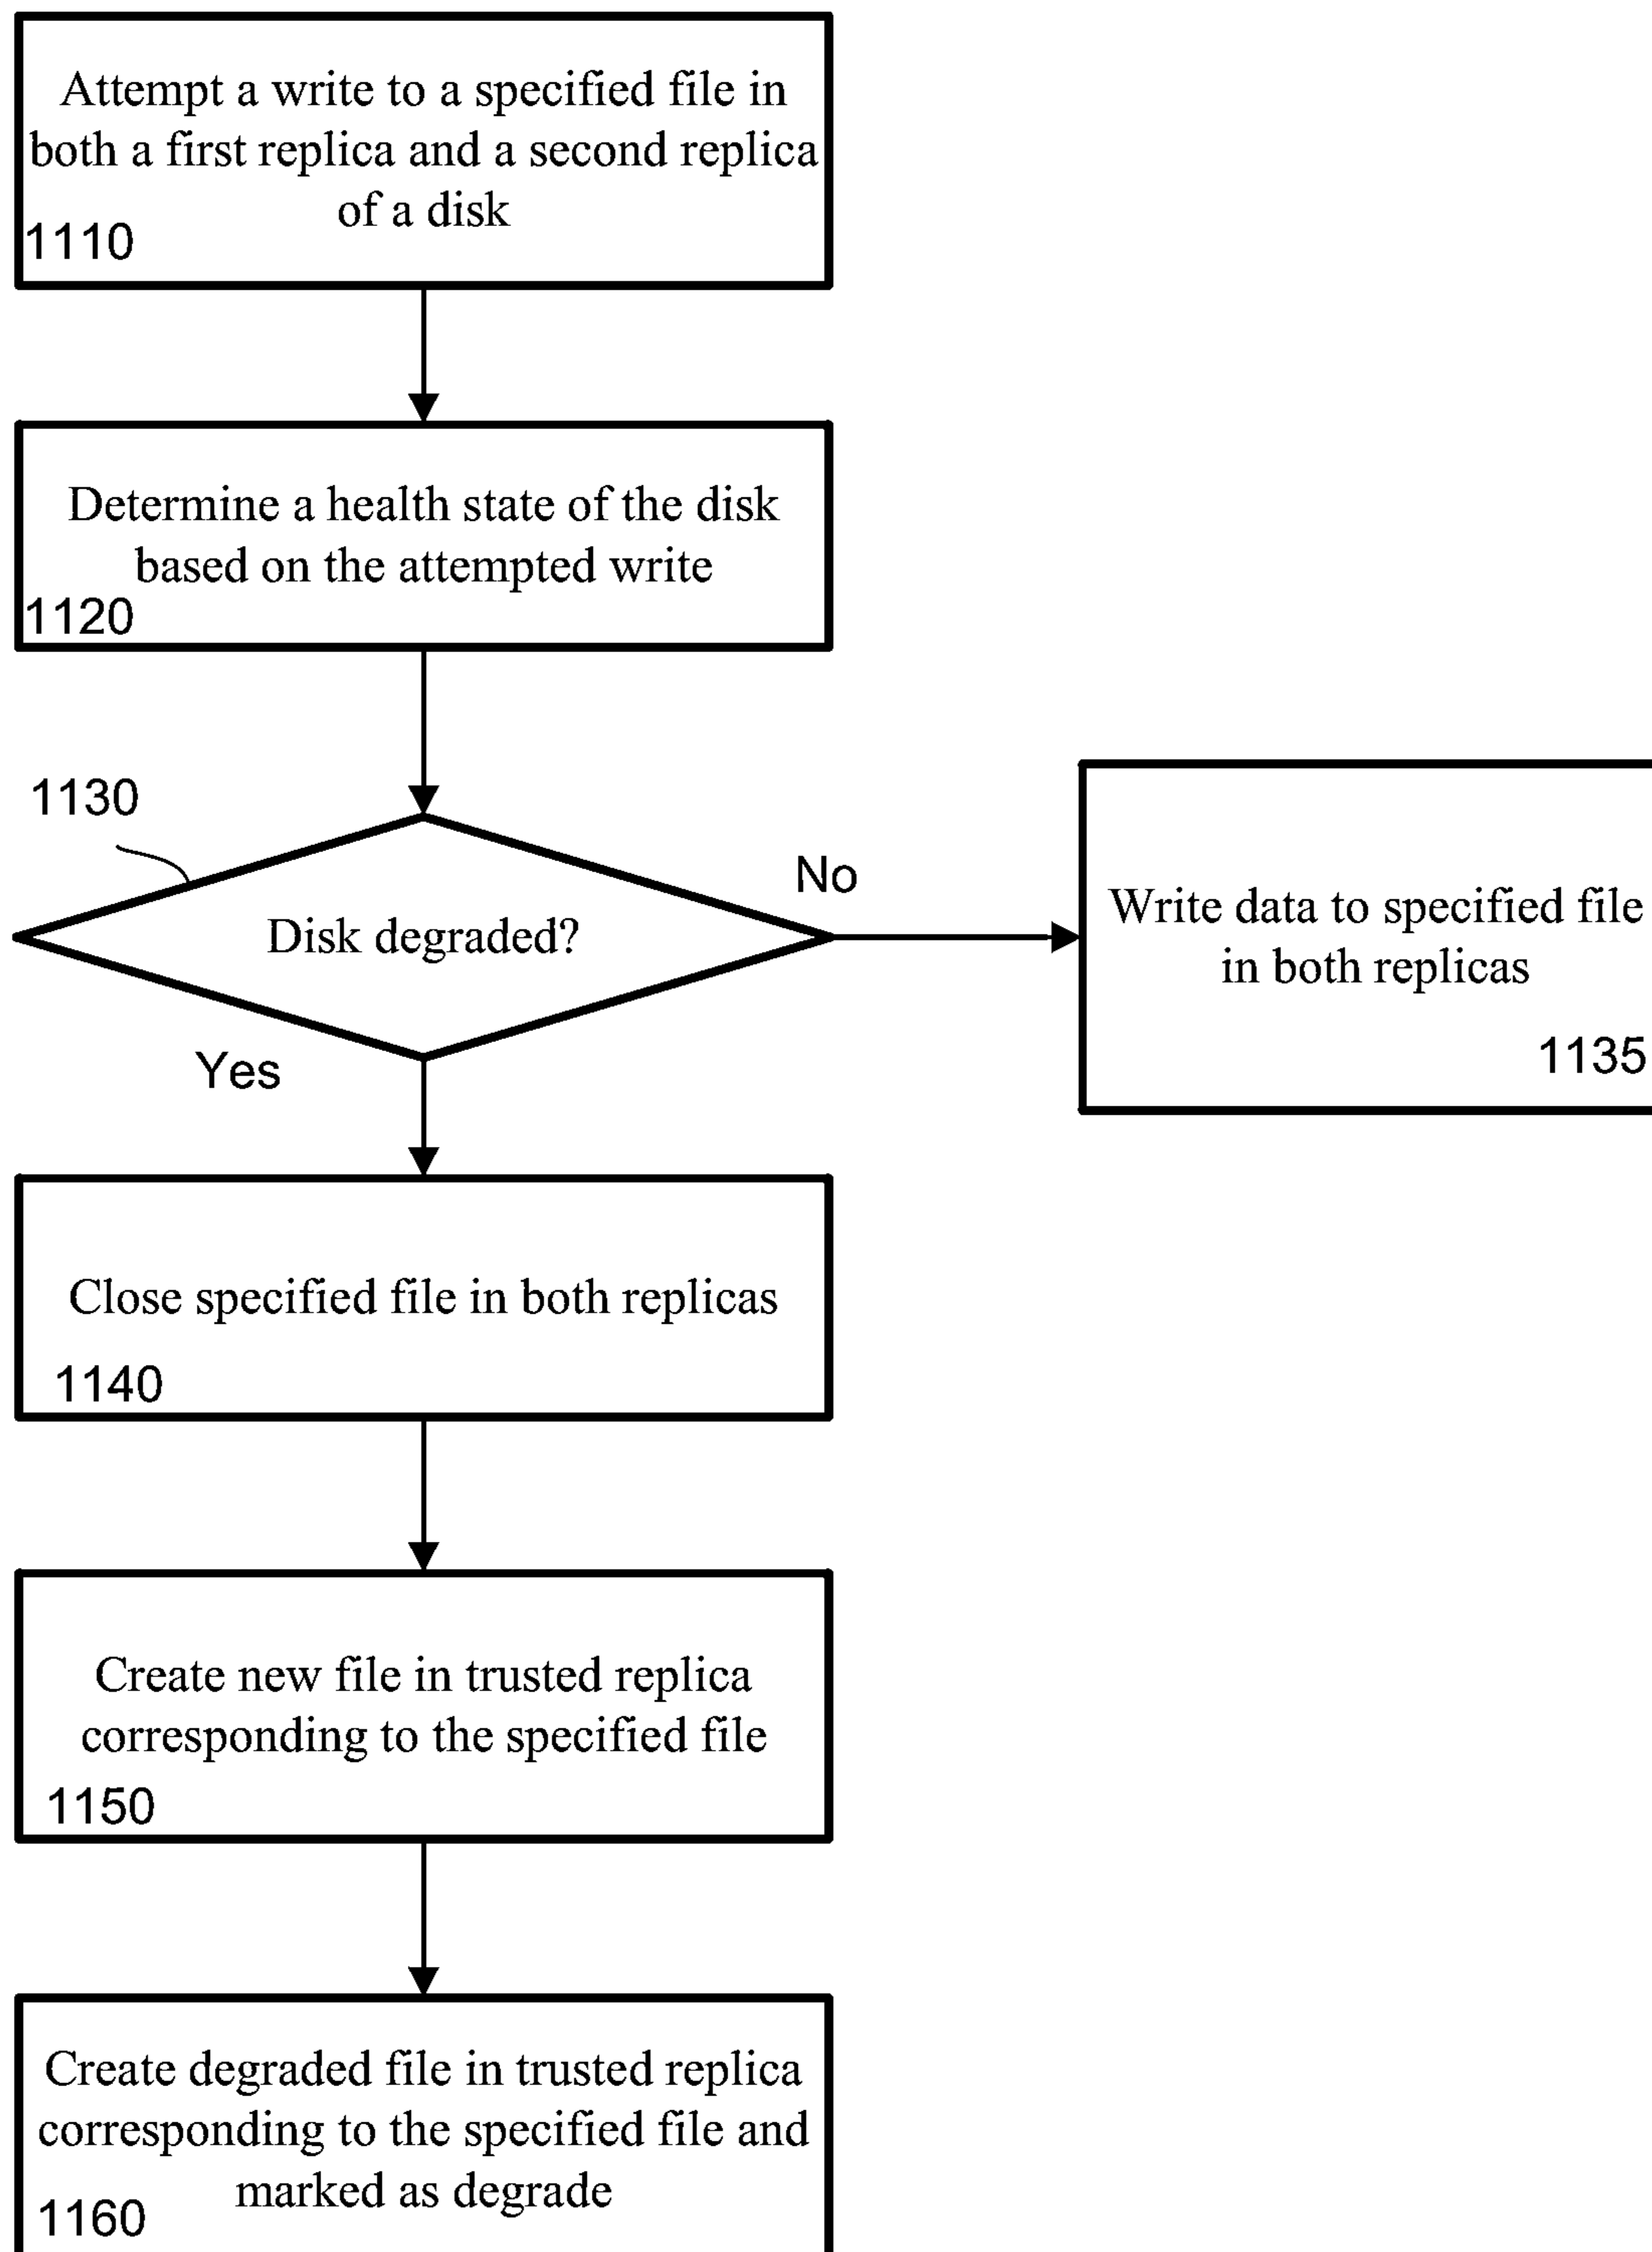 Attempt a write to a specified file in
both a first replica and a second replica
of a disk
1110
Determine a health state of the disk
based on the attempted write
1120
1130
Disk degraded?
No
Write data to specified file
in both replicas
1135
Yes
Close specified file in both replicas
1140
Create new file in trusted replica
corresponding to the specified file
1150
Create degraded file in trusted replica
corresponding to the specified file and
marked as degrade
1160